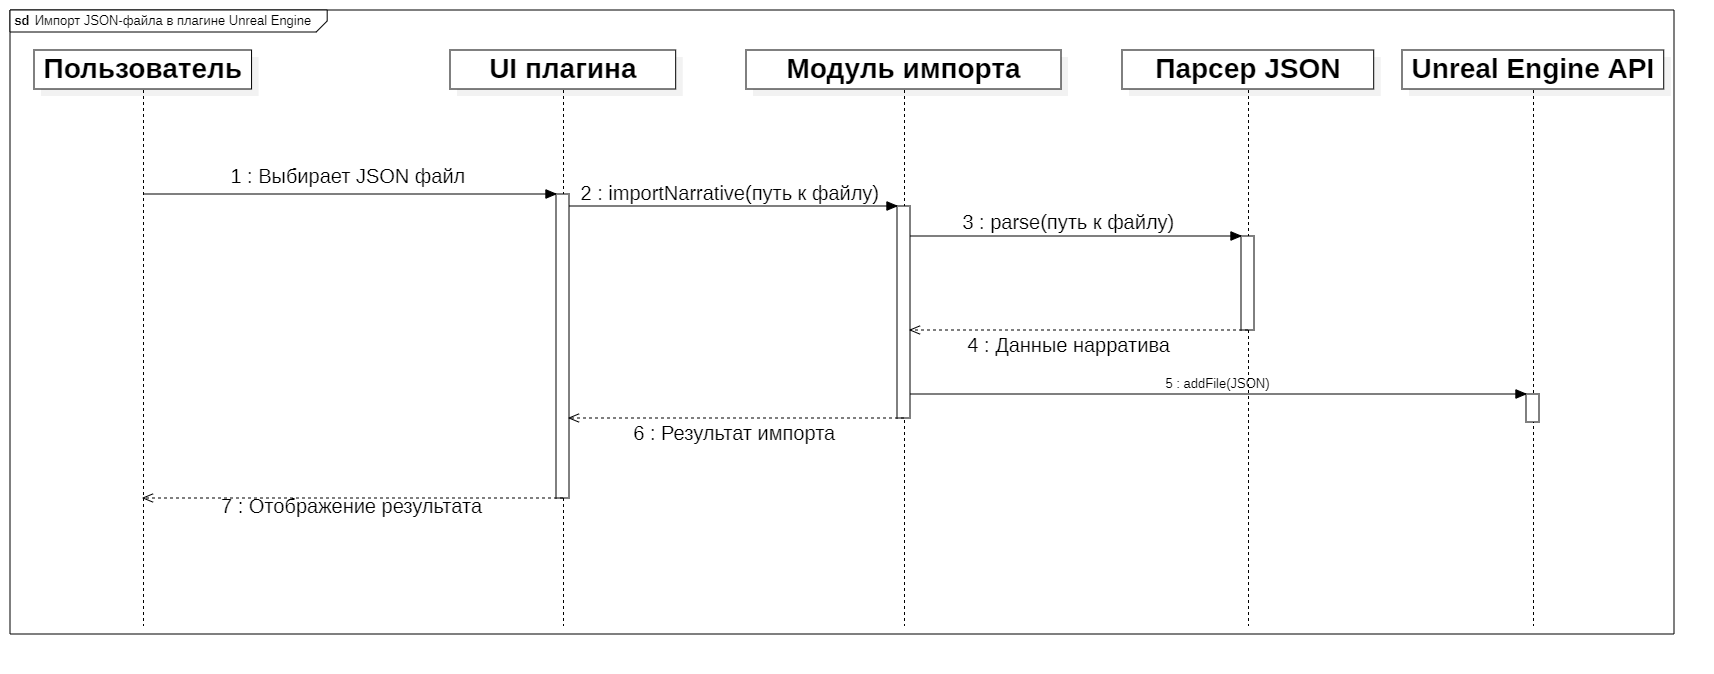 sd Импорт JSON-файла в плагине Unreal Engine
Пользователь
UI плагина
Модуль импорта
Парсер JSON
Unreal Engine API
1 : Выбирает JSON файл
2 : importNarrative(путь к файлу)
3 : parse(путь к файлу)
4 : Данные нарратива
5 : addFile(JSON)
6 : Результат импорта
7 : Отображение результата